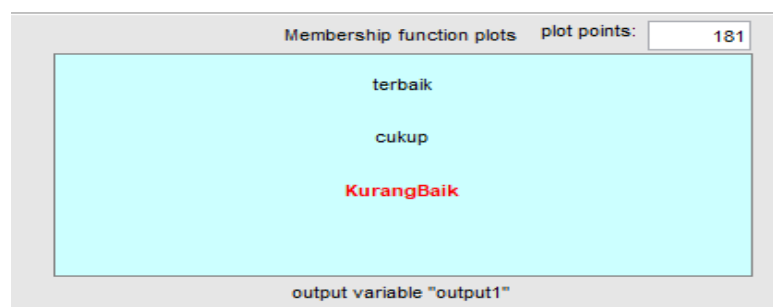 Membership function plots plot points: 181
terbaik
cukup
KurangBaik
output variable "output1"